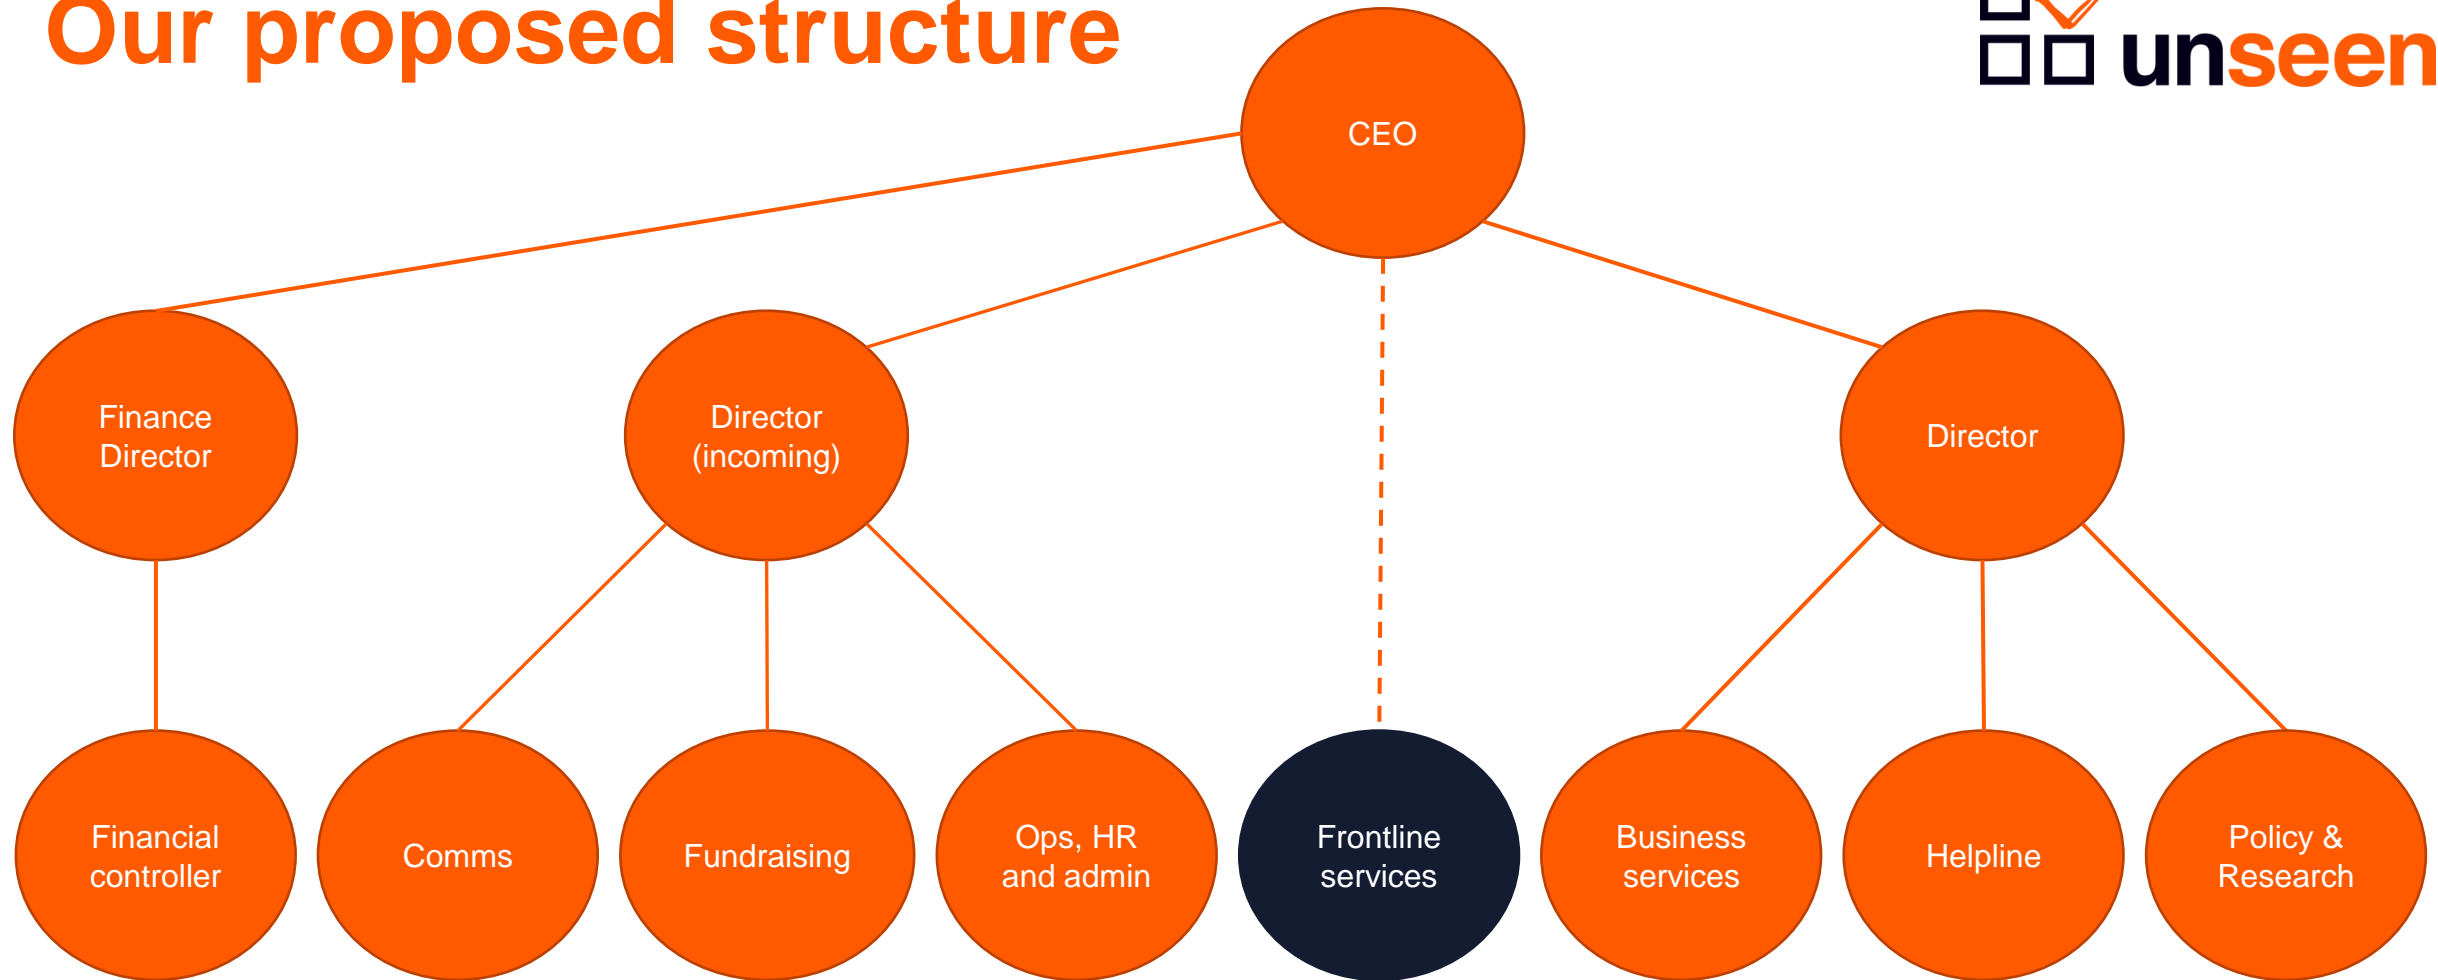 Our proposed structure
unseen
CEO
Finance
Director
Director
(incoming)
Director
Financial
controller
Comms
Fundraising
Ops, HR
and admin
Frontline
services
Business
services
Helpline
Policy &
Research